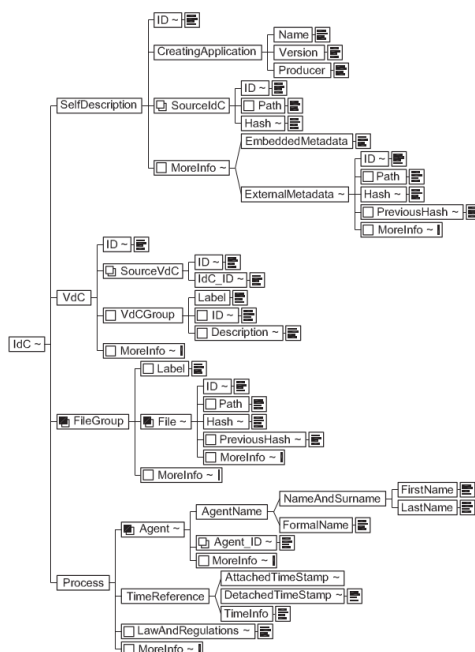 ID ~
Name
CreatingApplication
Version
Producer
SelfDescription
ID ~
SourceIdC
Path
Hash ~
EmbeddedMetadata
MoreInfo ~
ID ~
Path
ExternalMetadata ~
Hash ~
PreviousHash ~
MoreInfo ~
ID ~
SourceVdC
ID ~
IdC_ID ~
VdC
Label
VdCGroup
ID ~
Description ~
IdC ~
MoreInfo ~
Label
ID ~
Path
FileGroup
File ~
Hash ~
PreviousHash ~
MoreInfo ~
MoreInfo ~
FirstName
NameAndSurname
LastName
AgentName
FormalName
Agent ~
Agent_ID ~
MoreInfo ~
Process
AttachedTimeStamp ~
TimeReference
DetachedTimeStamp ~
TimeInfo
LawAndRegulations ~
MoreInfo ~